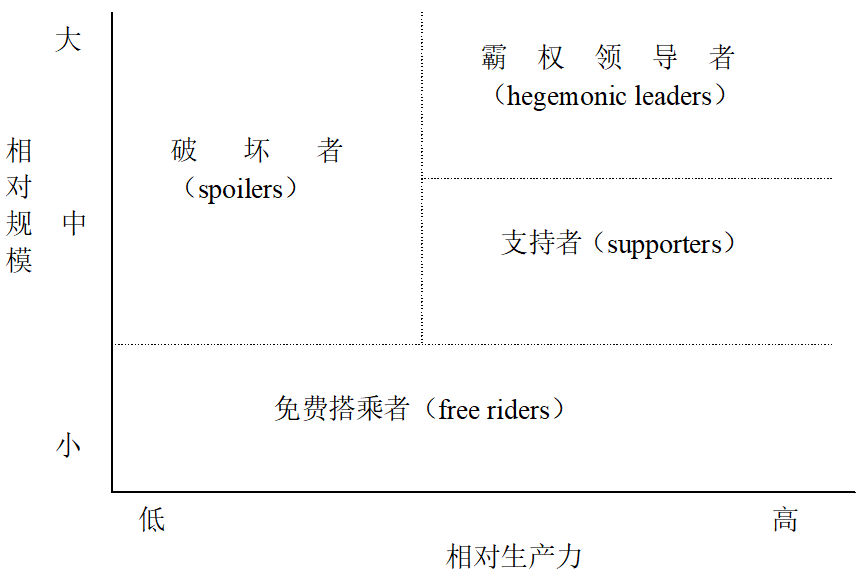 大
霸权领导者
（hegemonic leaders）
相对规模
破坏者
（spoilers）
中
支持者（supporters）
免费搭乘者（free riders）
小
低
高
相对生产力